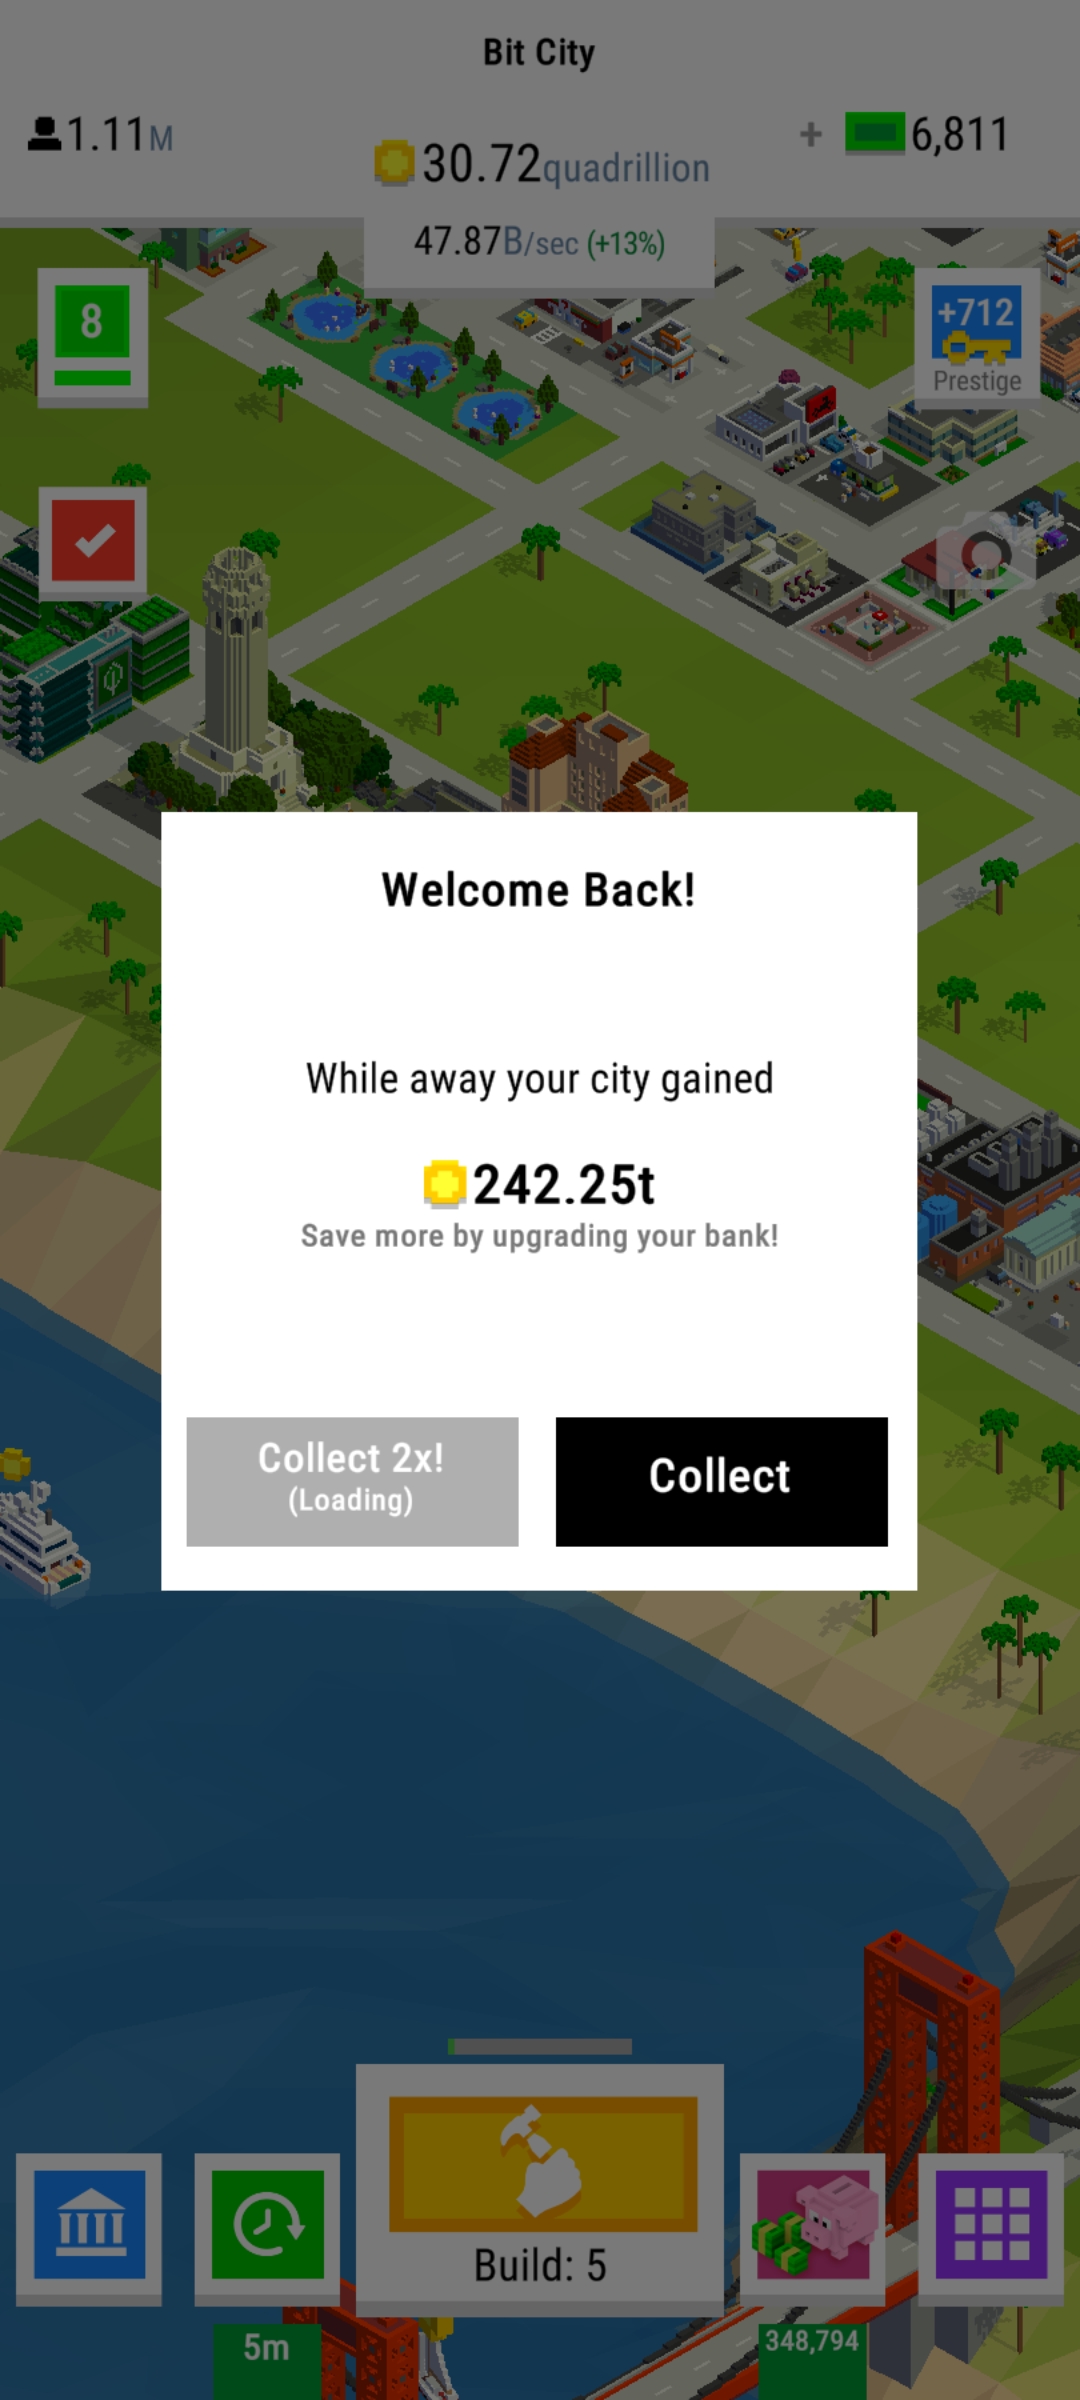 Bit City
1.11M
30.72quadrillion
+ 6,811
47.87B/sec (+13%)
8
+712
Prestige
Welcome Back!
While away your city gained
242.25t
Save more by upgrading your bank!
Collect 2x!
(Loading)
Collect
Build: 5
5m
348,794